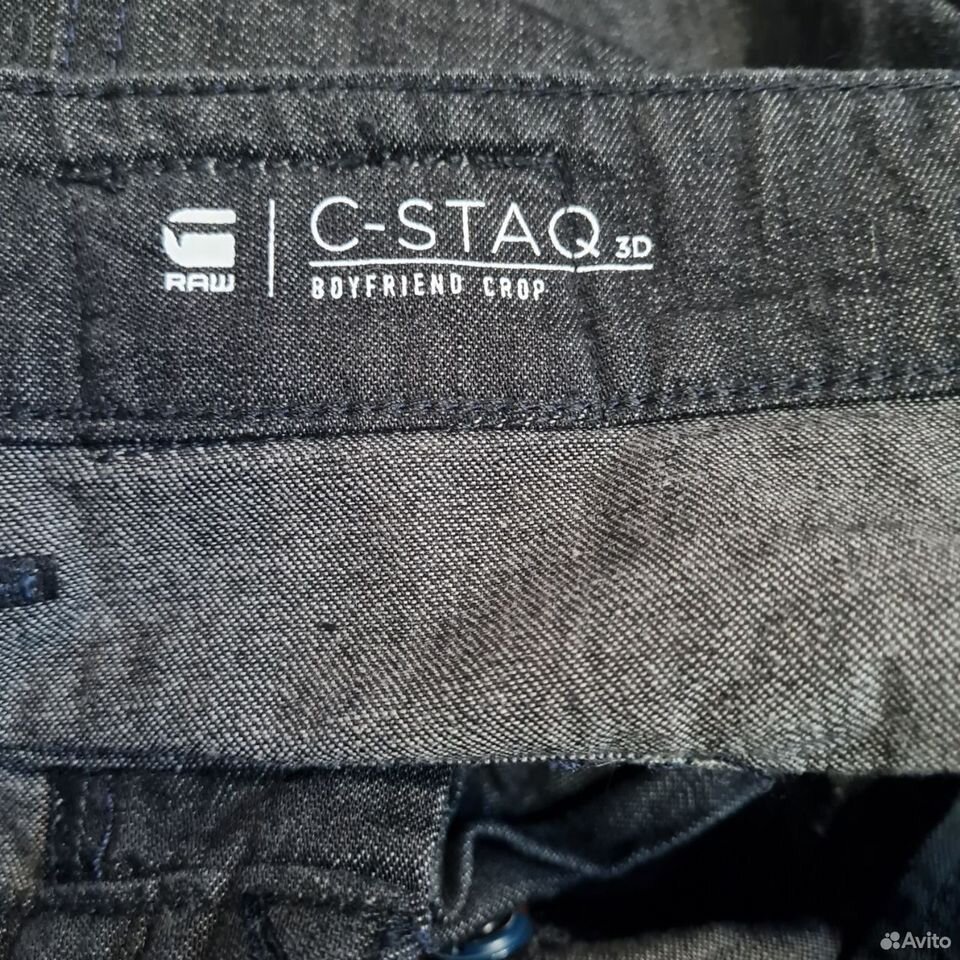 RAW
C-STAQ 3D
BOYFRIEND CROP
Avito